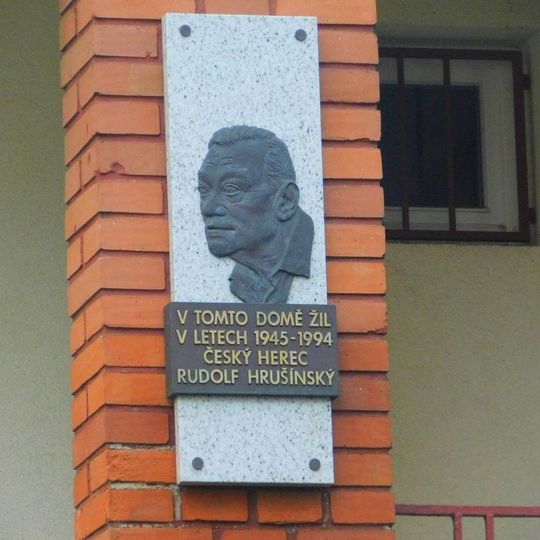 V TOMTO DOMĚ ŽIL
V LETECH 1945-1994
ČESKÝ HEREC
RUDOLF HRUŠÍNSKÝ